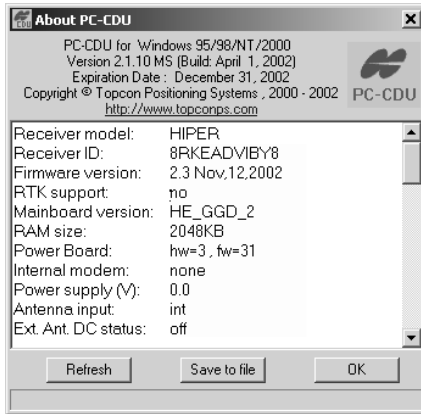 About PC-CDU
PC-CDU for Windows 95/98/NT/2000
Version 2.1.10 MS (Build: April 1, 2002)
Expiration Date : December 31, 2002
Copyright © Topcon Positioning Systems , 2000 - 2002
http://www.topconps.com
PC-CDU
Receiver model: HIPER
Receiver ID: 8RKEADVIBY8
Firmware version: 2.3 Nov,12,2002
RTK support: no
Mainboard version: HE_GGD_2
RAM size: 2048KB
Power Board: hw=3 , fw=31
Internal modem: none
Power supply (V): 0.0
Antenna input: int
Ext. Ant. DC status: off
Refresh Save to file OK